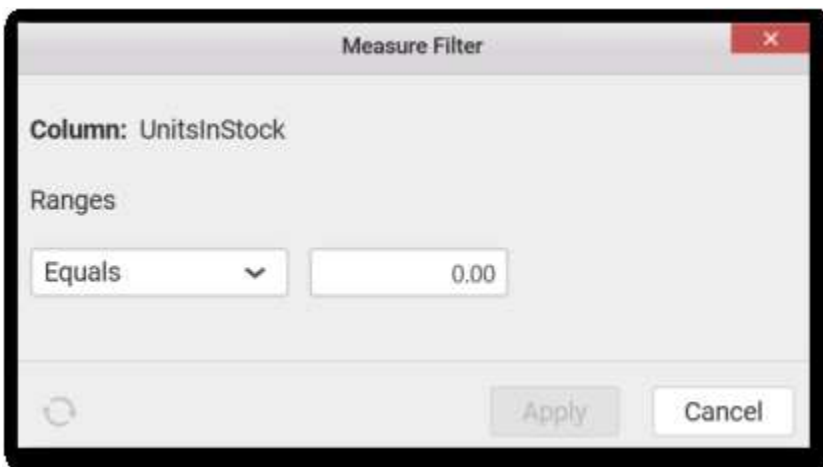 Measure Filter
Column: UnitsInStock
Ranges
Equals 0.00
Apply Cancel